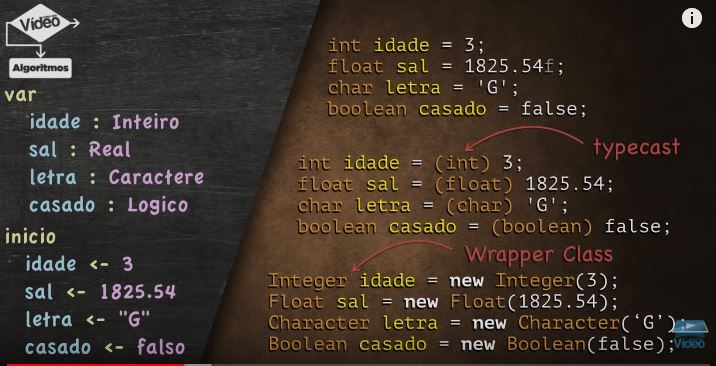 Vídeo
Algoritmos
var
idade : Inteiro
sal : Real
letra : Caractere
casado : Logico
inicio
idade <- 3
sal <- 1825.54
letra <- "G"
casado <- falso
int idade = 3;
float sal = 1825.54f;
char letra = 'G';
boolean casado = false;
typecast
int idade = (int) 3;
float sal = (float) 1825.54;
char letra = (char) 'G';
boolean casado = (boolean) false;
Wrapper Class
Integer idade = new Integer(3);
Float sal = new Float(1825.54);
Character letra = new Character(‘G’);
Boolean casado = new Boolean(false);
Vídeo
i